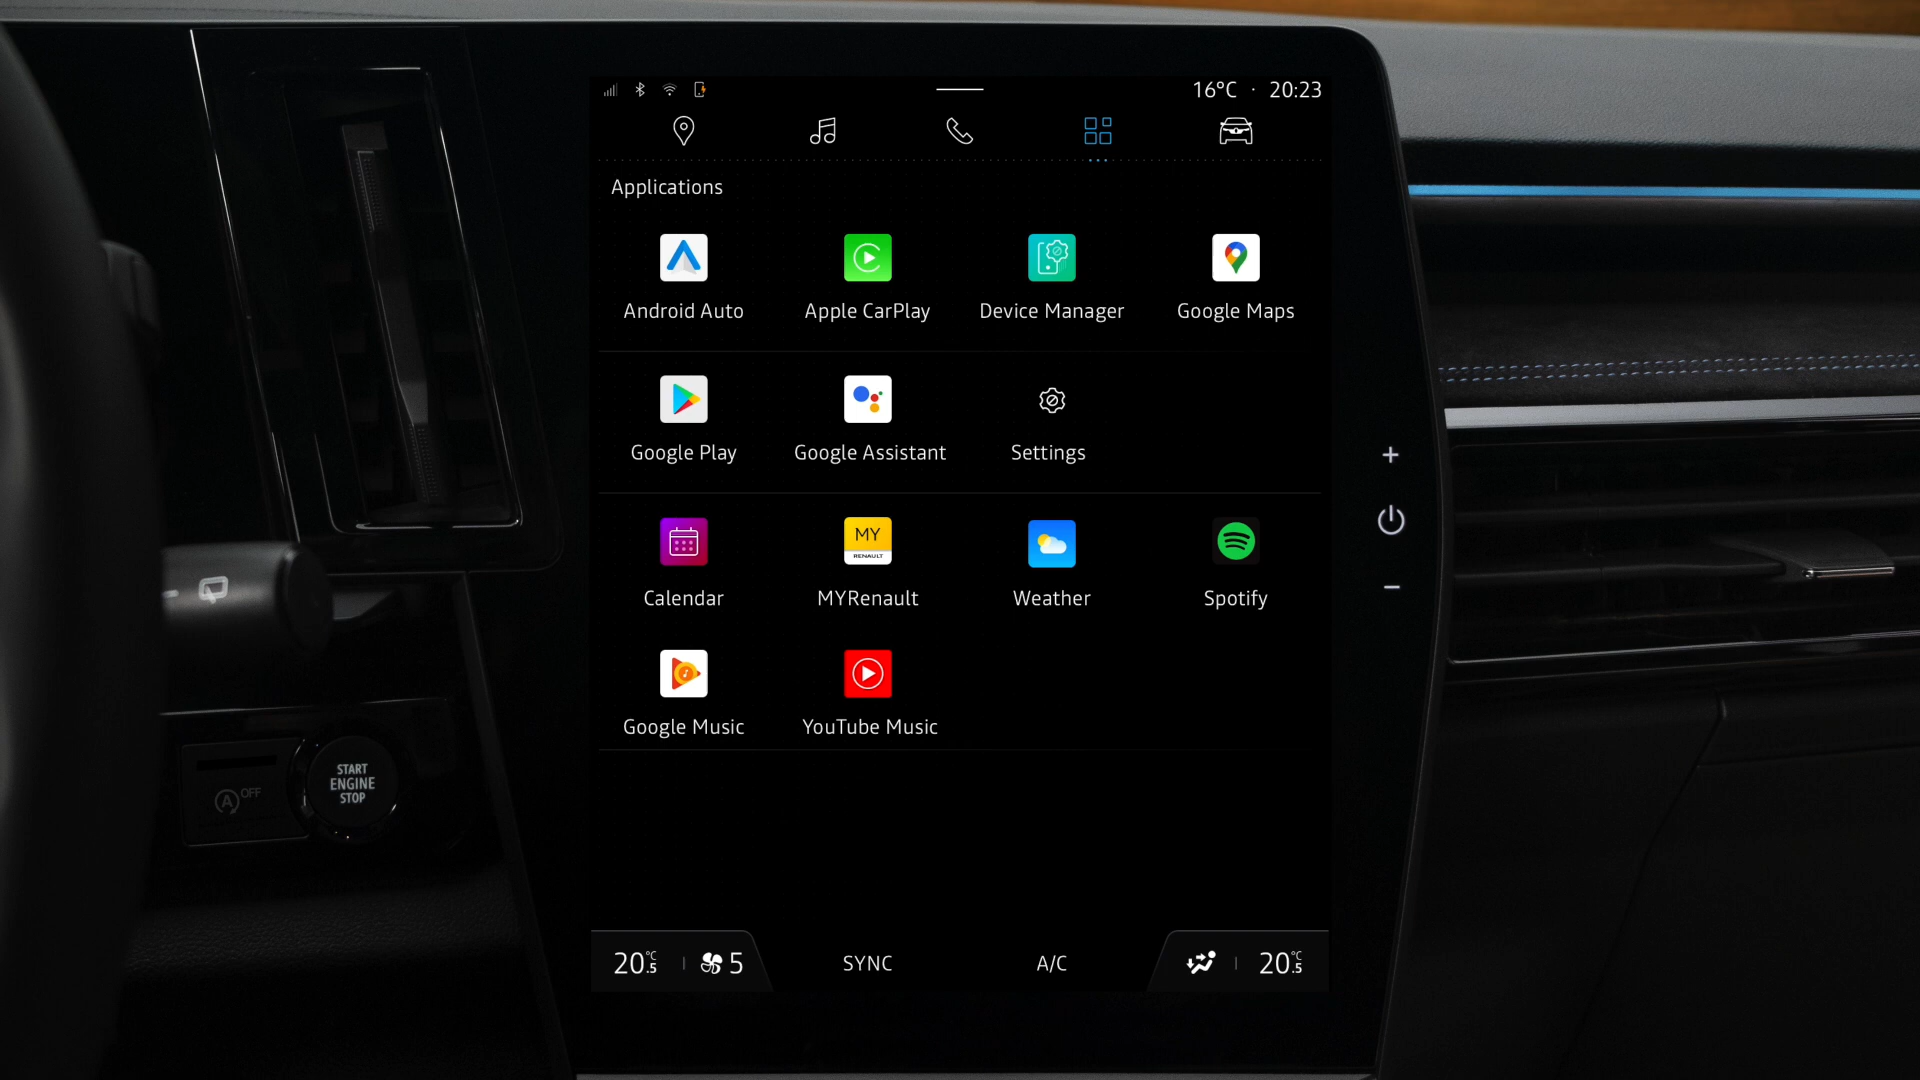 16°C · 20:23
Applications
Android Auto
Apple CarPlay
Device Manager
Google Maps
Google Play
Google Assistant
Settings
MY
RENAULT
Calendar
MYRenault
Weather
Spotify
Google Music
YouTube Music
START
ENGINE
STOP
A OFF
20.5°C
5
SYNC
A/C
20.5°C